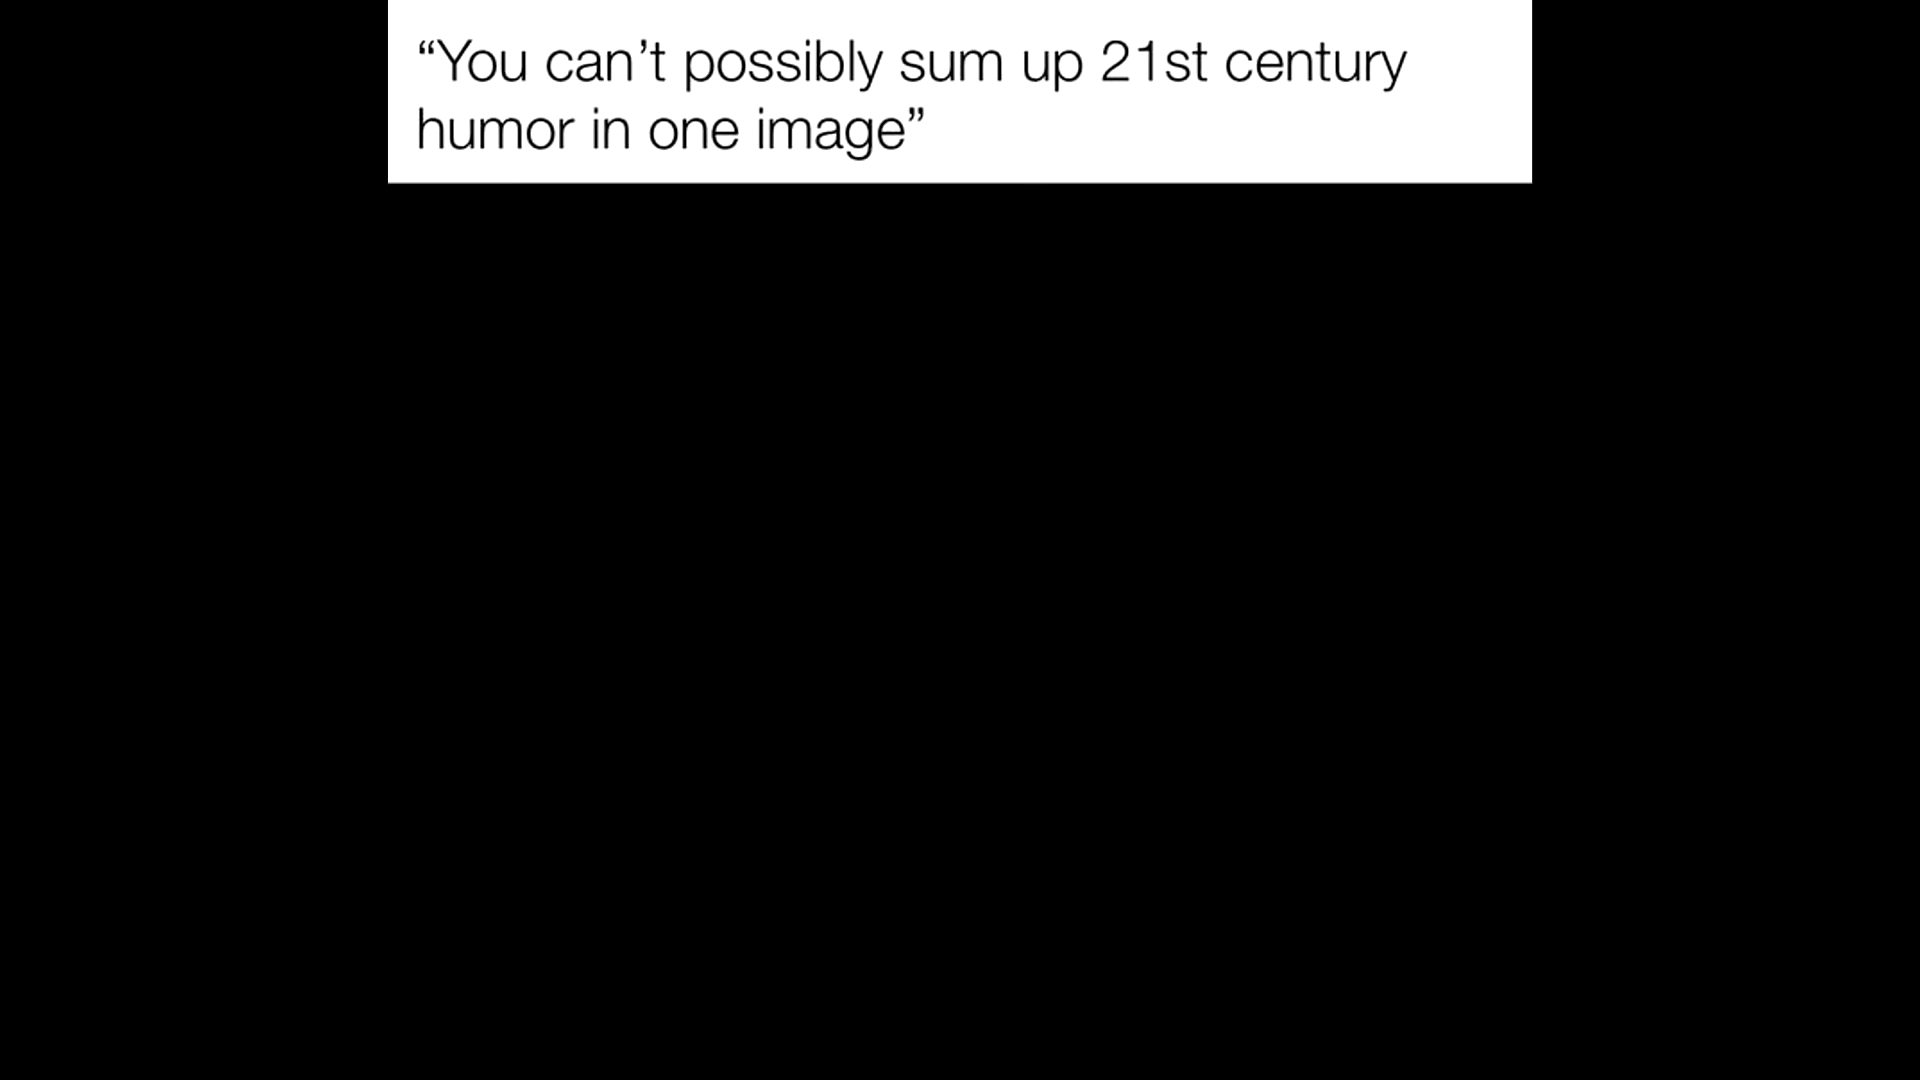 “You can’t possibly sum up 21st century
humor in one image”